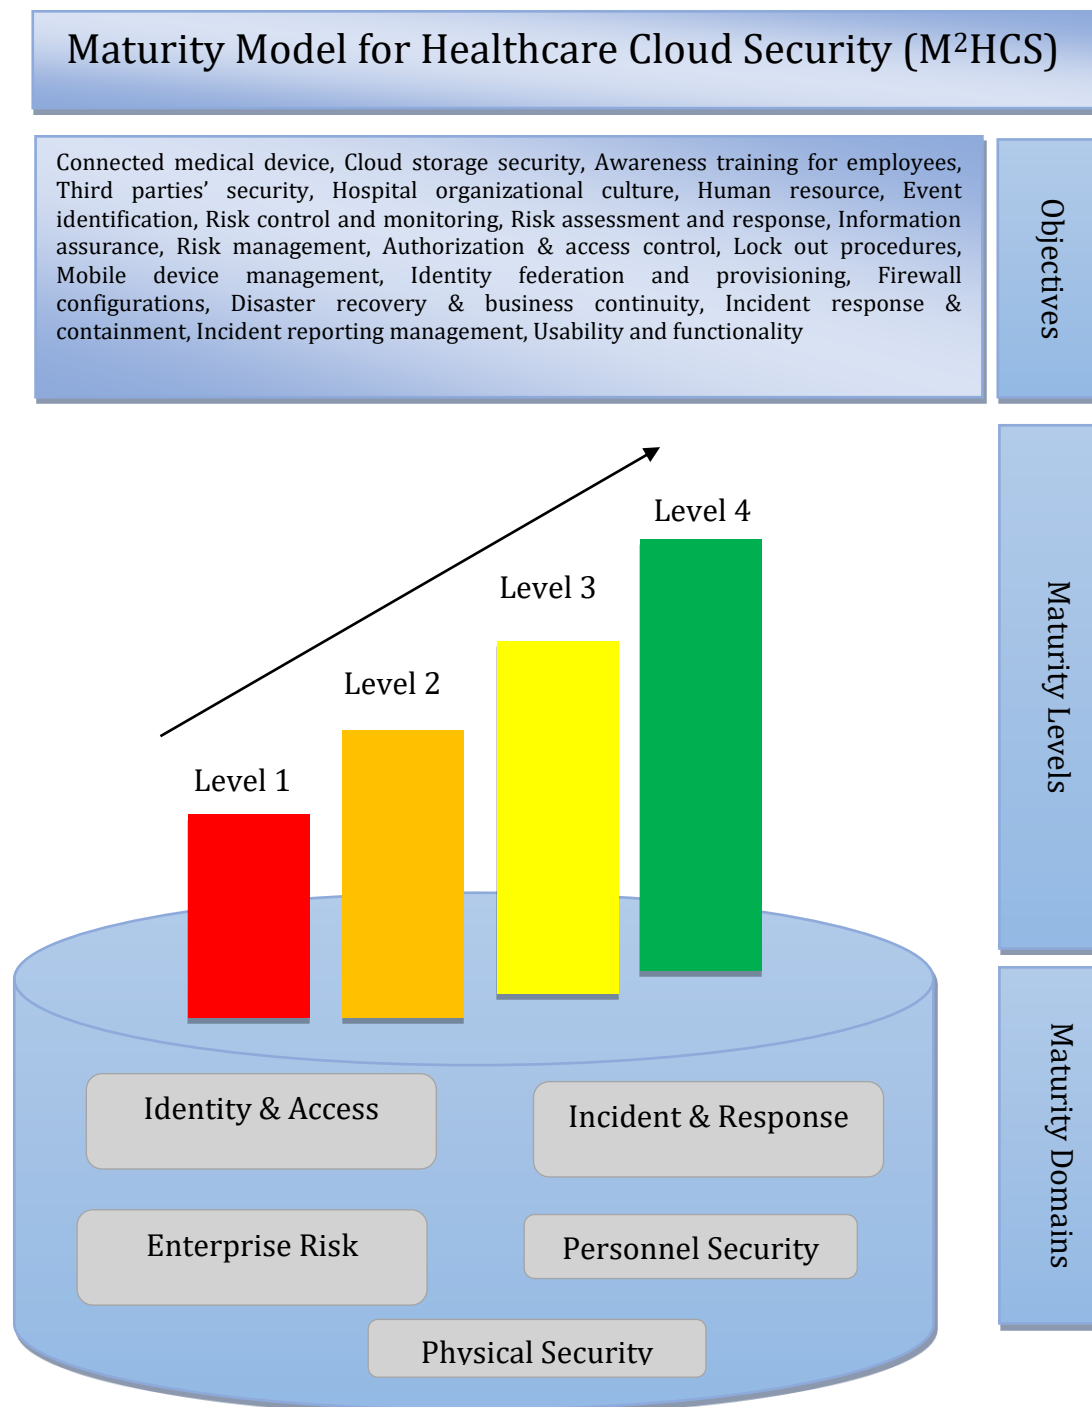 Maturity Model for Healthcare Cloud Security (M²HCS)
Connected medical device, Cloud storage security, Awareness training for employees,
Third parties’ security, Hospital organizational culture, Human resource, Event
identification, Risk control and monitoring, Risk assessment and response, Information
assurance, Risk management, Authorization & access control, Lock out procedures,
Mobile device management, Identity federation and provisioning, Firewall
configurations, Disaster recovery & business continuity, Incident response &
containment, Incident reporting management, Usability and functionality
Objectives
Level 4
Level 3
Level 2
Level 1
Maturity Levels
Identity & Access
Incident & Response
Enterprise Risk
Personnel Security
Physical Security
Maturity Domains